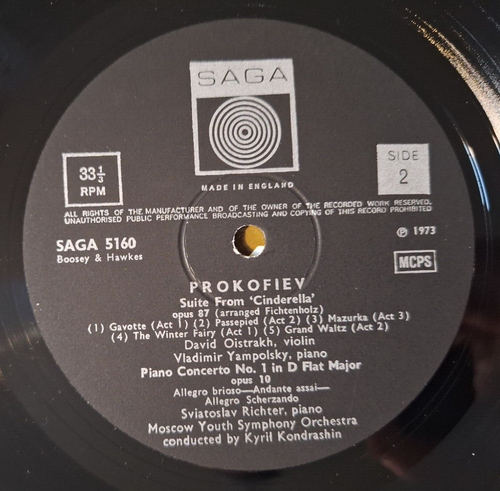 SAGA
33 1/3
RPM
SIDE
2
MADE IN ENGLAND
ALL RIGHTS OF THE MANUFACTURER AND OF THE OWNER OF THE RECORDED WORK RESERVED.
UNAUTHORISED PUBLIC PERFORMANCE BROADCASTING AND COPYING OF THIS RECORD PROHIBITED
SAGA 5160
Boosey & Hawkes
℗ 1973
MCPS
PROKOFIEV
Suite From 'Cinderella'
opus 87 (arranged Fichtenholz)
(1) Gavotte (Act 1) (2) Passepied (Act 2) (3) Mazurka (Act 3)
(4) The Winter Fairy (Act 1) (5) Grand Waltz (Act 2)
David Oistrakh, violin
Vladimir Yampolsky, piano
Piano Concerto No. 1 in D Flat Major
opus 10
Allegro brioso—Andante assai—
Allegro Scherzando
Sviatoslav Richter, piano
Moscow Youth Symphony Orchestra
conducted by Kyril Kondrashin